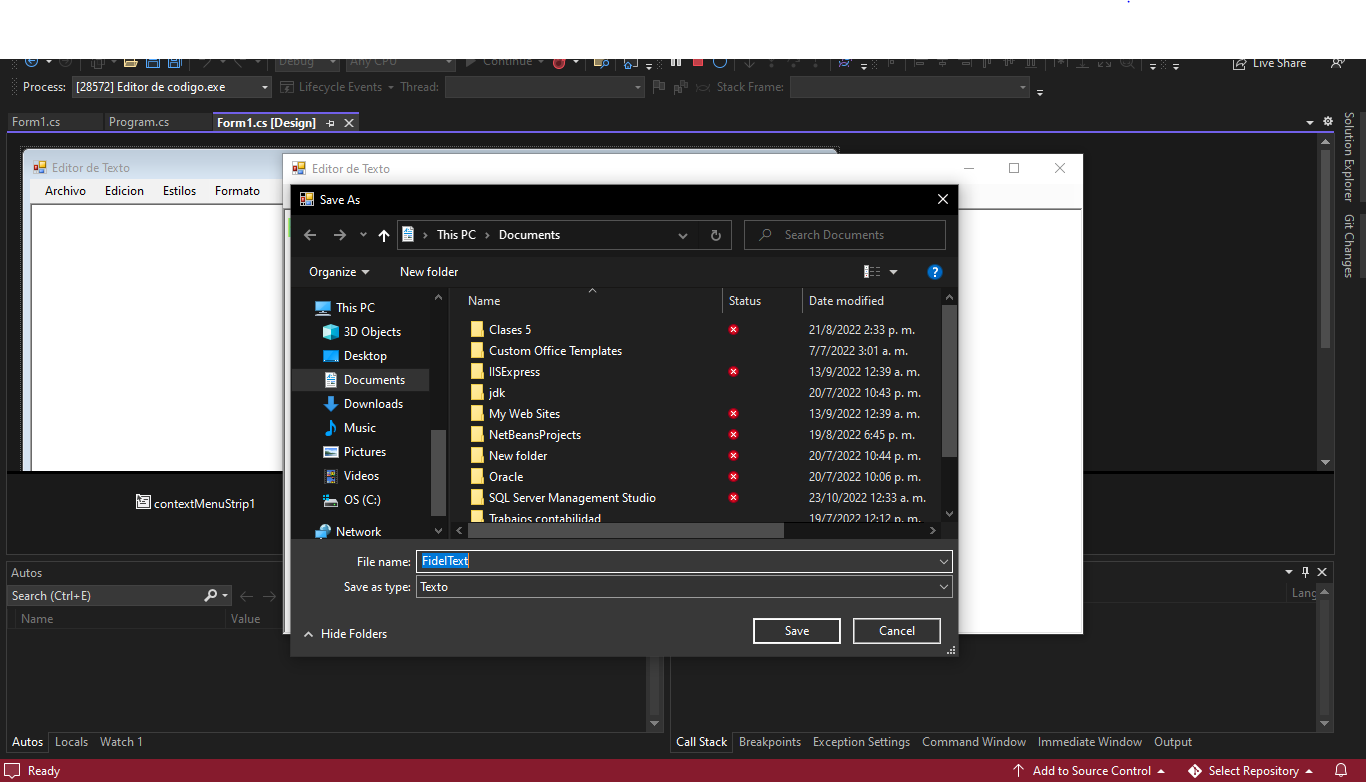 Debug
Any CPU
Continue
Live Share
Process: [28572] Editor de codigo.exe
Lifecycle Events
Thread:
Stack Frame:
Form1.cs
Program.cs
Form1.cs [Design]
Solution Explorer
Git Changes
Editor de Texto
Archivo Edicion Estilos Formato
Editor de Texto
Save As
This PC › Documents
Search Documents
Organize
New folder
This PC
3D Objects
Desktop
Documents
Downloads
Music
Pictures
Videos
OS (C:)
Network
Name Status Date modified
Clases 5 21/8/2022 2:33 p. m.
Custom Office Templates 7/7/2022 3:01 a. m.
IISExpress 13/9/2022 12:39 a. m.
jdk 20/7/2022 10:43 p. m.
My Web Sites 13/9/2022 12:39 a. m.
NetBeansProjects 19/8/2022 6:45 p. m.
New folder 20/7/2022 10:44 p. m.
Oracle 20/7/2022 10:06 p. m.
SQL Server Management Studio 23/10/2022 12:33 a. m.
Trabajos contabilidad 19/7/2022 12:12 p. m.
File name: FidelText
Save as type: Texto
Hide Folders
Save
Cancel
contextMenuStrip1
Autos
Search (Ctrl+E)
Name Value
Lang
Autos Locals Watch 1
Call Stack Breakpoints Exception Settings Command Window Immediate Window Output
Ready
Add to Source Control
Select Repository